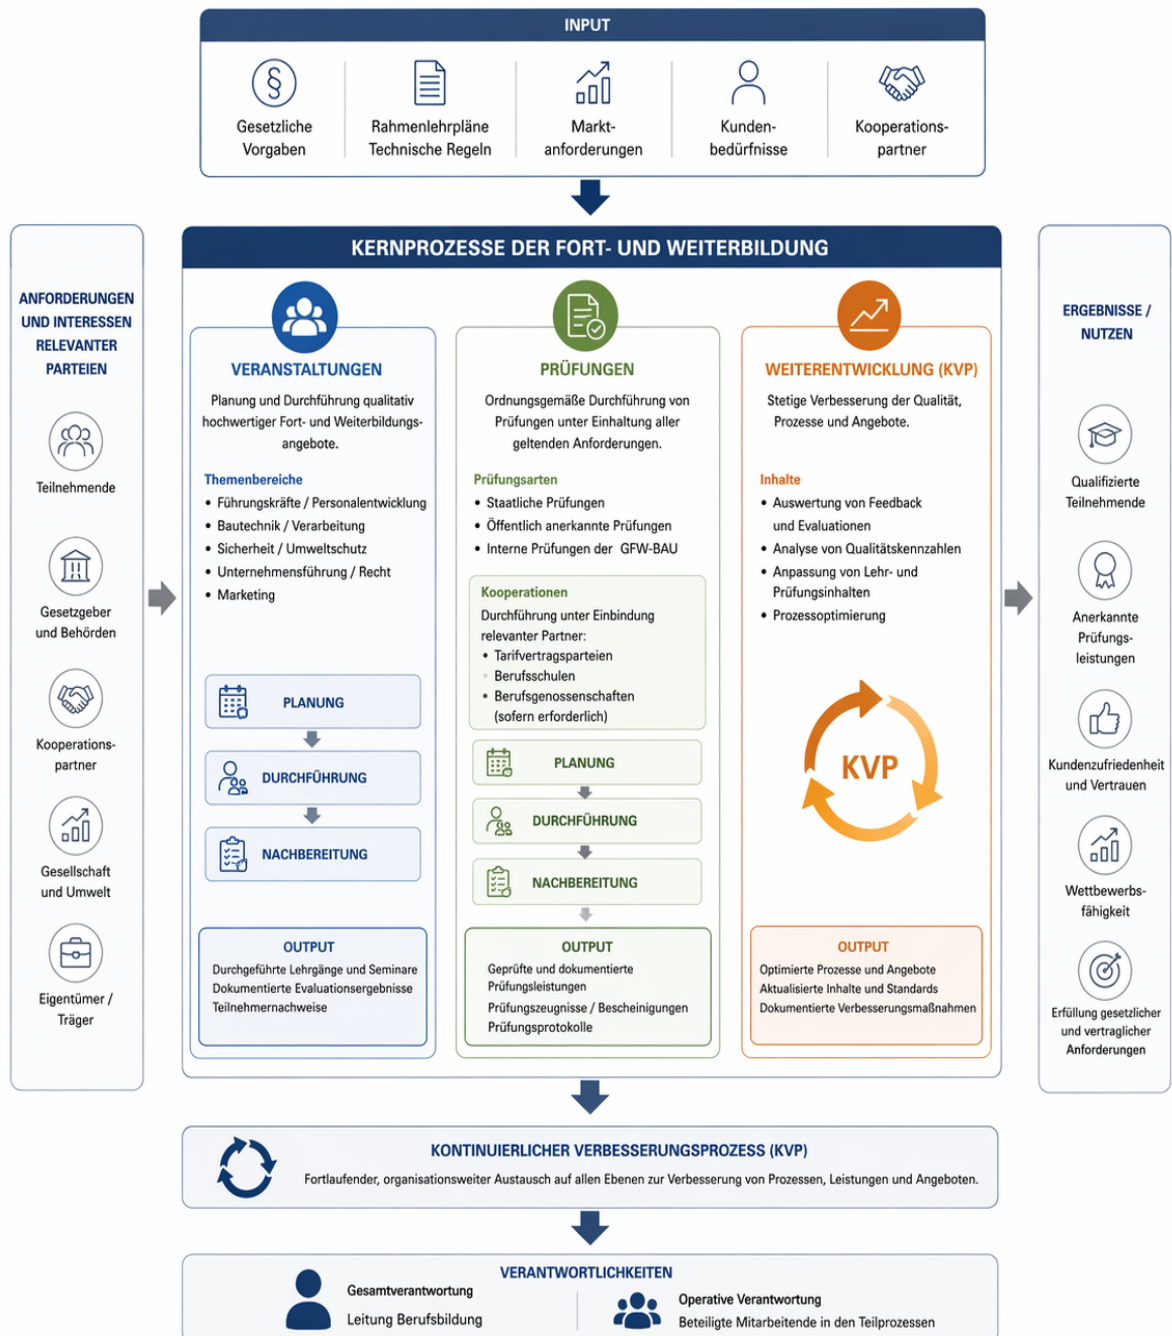 INPUT
§
Gesetzliche
Vorgaben
Rahmenlehrpläne
Technische Regeln
Markt-
anforderungen
Kunden-
bedürfnisse
Kooperations-
partner
ANFORDERUNGEN
UND INTERESSEN
RELEVANTER
PARTEIEN
Teilnehmende
Gesetzgeber
und Behörden
Kooperations-
partner
Gesellschaft
und Umwelt
Eigentümer /
Träger
KERNPROZESSE DER FORT- UND WEITERBILDUNG
VERANSTALTUNGEN
Planung und Durchführung qualitativ
hochwertiger Fort- und Weiterbildungs-
angebote.
Themenbereiche
• Führungskräfte / Personalentwicklung
• Bautechnik / Verarbeitung
• Sicherheit / Umweltschutz
• Unternehmensführung / Recht
• Marketing
PLANUNG
DURCHFÜHRUNG
NACHBEREITUNG
OUTPUT
Durchgeführte Lehrgänge und Seminare
Dokumentierte Evaluationsergebnisse
Teilnehmernachweise
PRÜFUNGEN
Ordnungsgemäße Durchführung von
Prüfungen unter Einhaltung aller
geltenden Anforderungen.
Prüfungsarten
• Staatliche Prüfungen
• Öffentlich anerkannte Prüfungen
• Interne Prüfungen der GFW-BAU
Kooperationen
Durchführung unter Einbindung
relevanter Partner:
• Tarifvertragsparteien
• Berufsschulen
• Berufsgenossenschaften
(sofern erforderlich)
PLANUNG
DURCHFÜHRUNG
NACHBEREITUNG
OUTPUT
Geprüfte und dokumentierte
Prüfungsleistungen
Prüfungszeugnisse / Bescheinigungen
Prüfungsprotokolle
WEITERENTWICKLUNG (KVP)
Stetige Verbesserung der Qualität,
Prozesse und Angebote.
Inhalte
• Auswertung von Feedback
und Evaluationen
• Analyse von Qualitätskennzahlen
• Anpassung von Lehr- und
Prüfungsinhalten
• Prozessoptimierung
KVP
OUTPUT
Optimierte Prozesse und Angebote
Aktualisierte Inhalte und Standards
Dokumentierte Verbesserungsmaßnahmen
ERGEBNISSE /
NUTZEN
Qualifizierte
Teilnehmende
Anerkannte
Prüfungs-
leistungen
Kundenzufriedenheit
und Vertrauen
Wettbewerbs-
fähigkeit
Erfüllung gesetzlicher
und vertraglicher
Anforderungen
KONTINUIERLICHER VERBESSERUNGSPROZESS (KVP)
Fortlaufender, organisationsweiter Austausch auf allen Ebenen zur Verbesserung von Prozessen, Leistungen und Angeboten.
VERANTWORTLICHKEITEN
Gesamtverantwortung
Leitung Berufsbildung
Operative Verantwortung
Beteiligte Mitarbeitende in den Teilprozessen